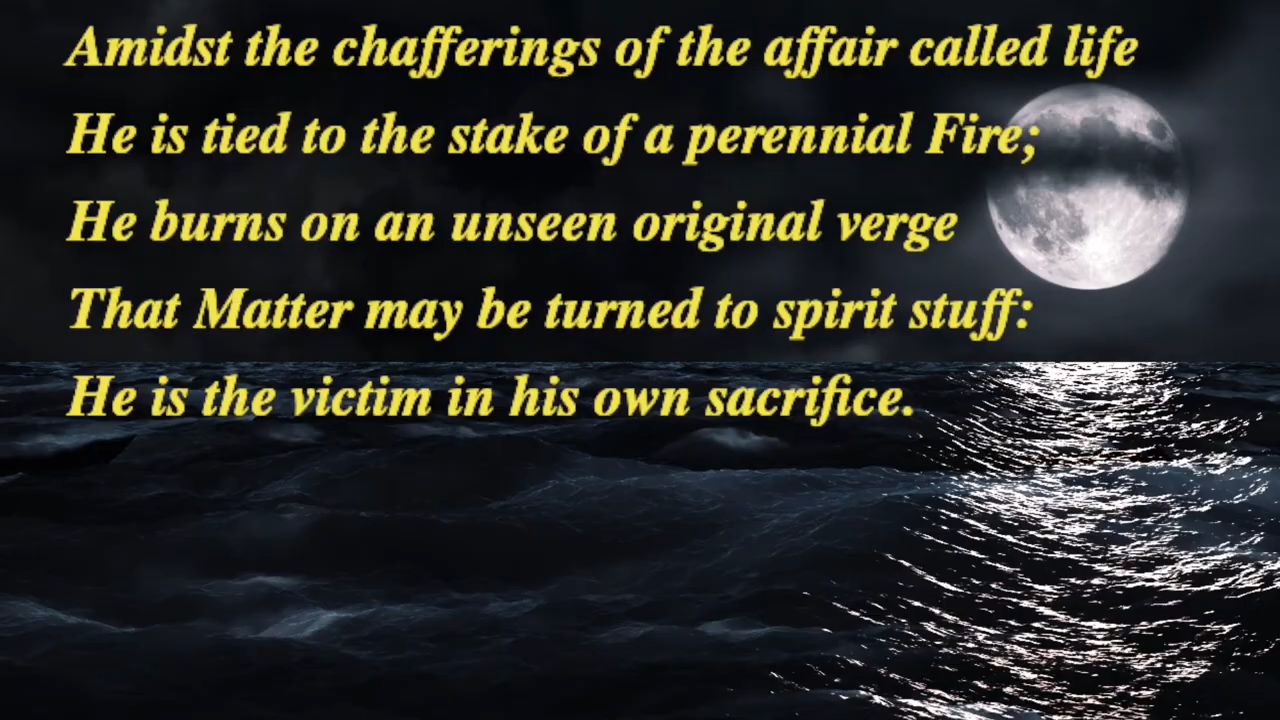 Amidst the chafferings of the affair called life
He is tied to the stake of a perennial Fire;
He burns on an unseen original verge
That Matter may be turned to spirit stuff:
He is the victim in his own sacrifice.